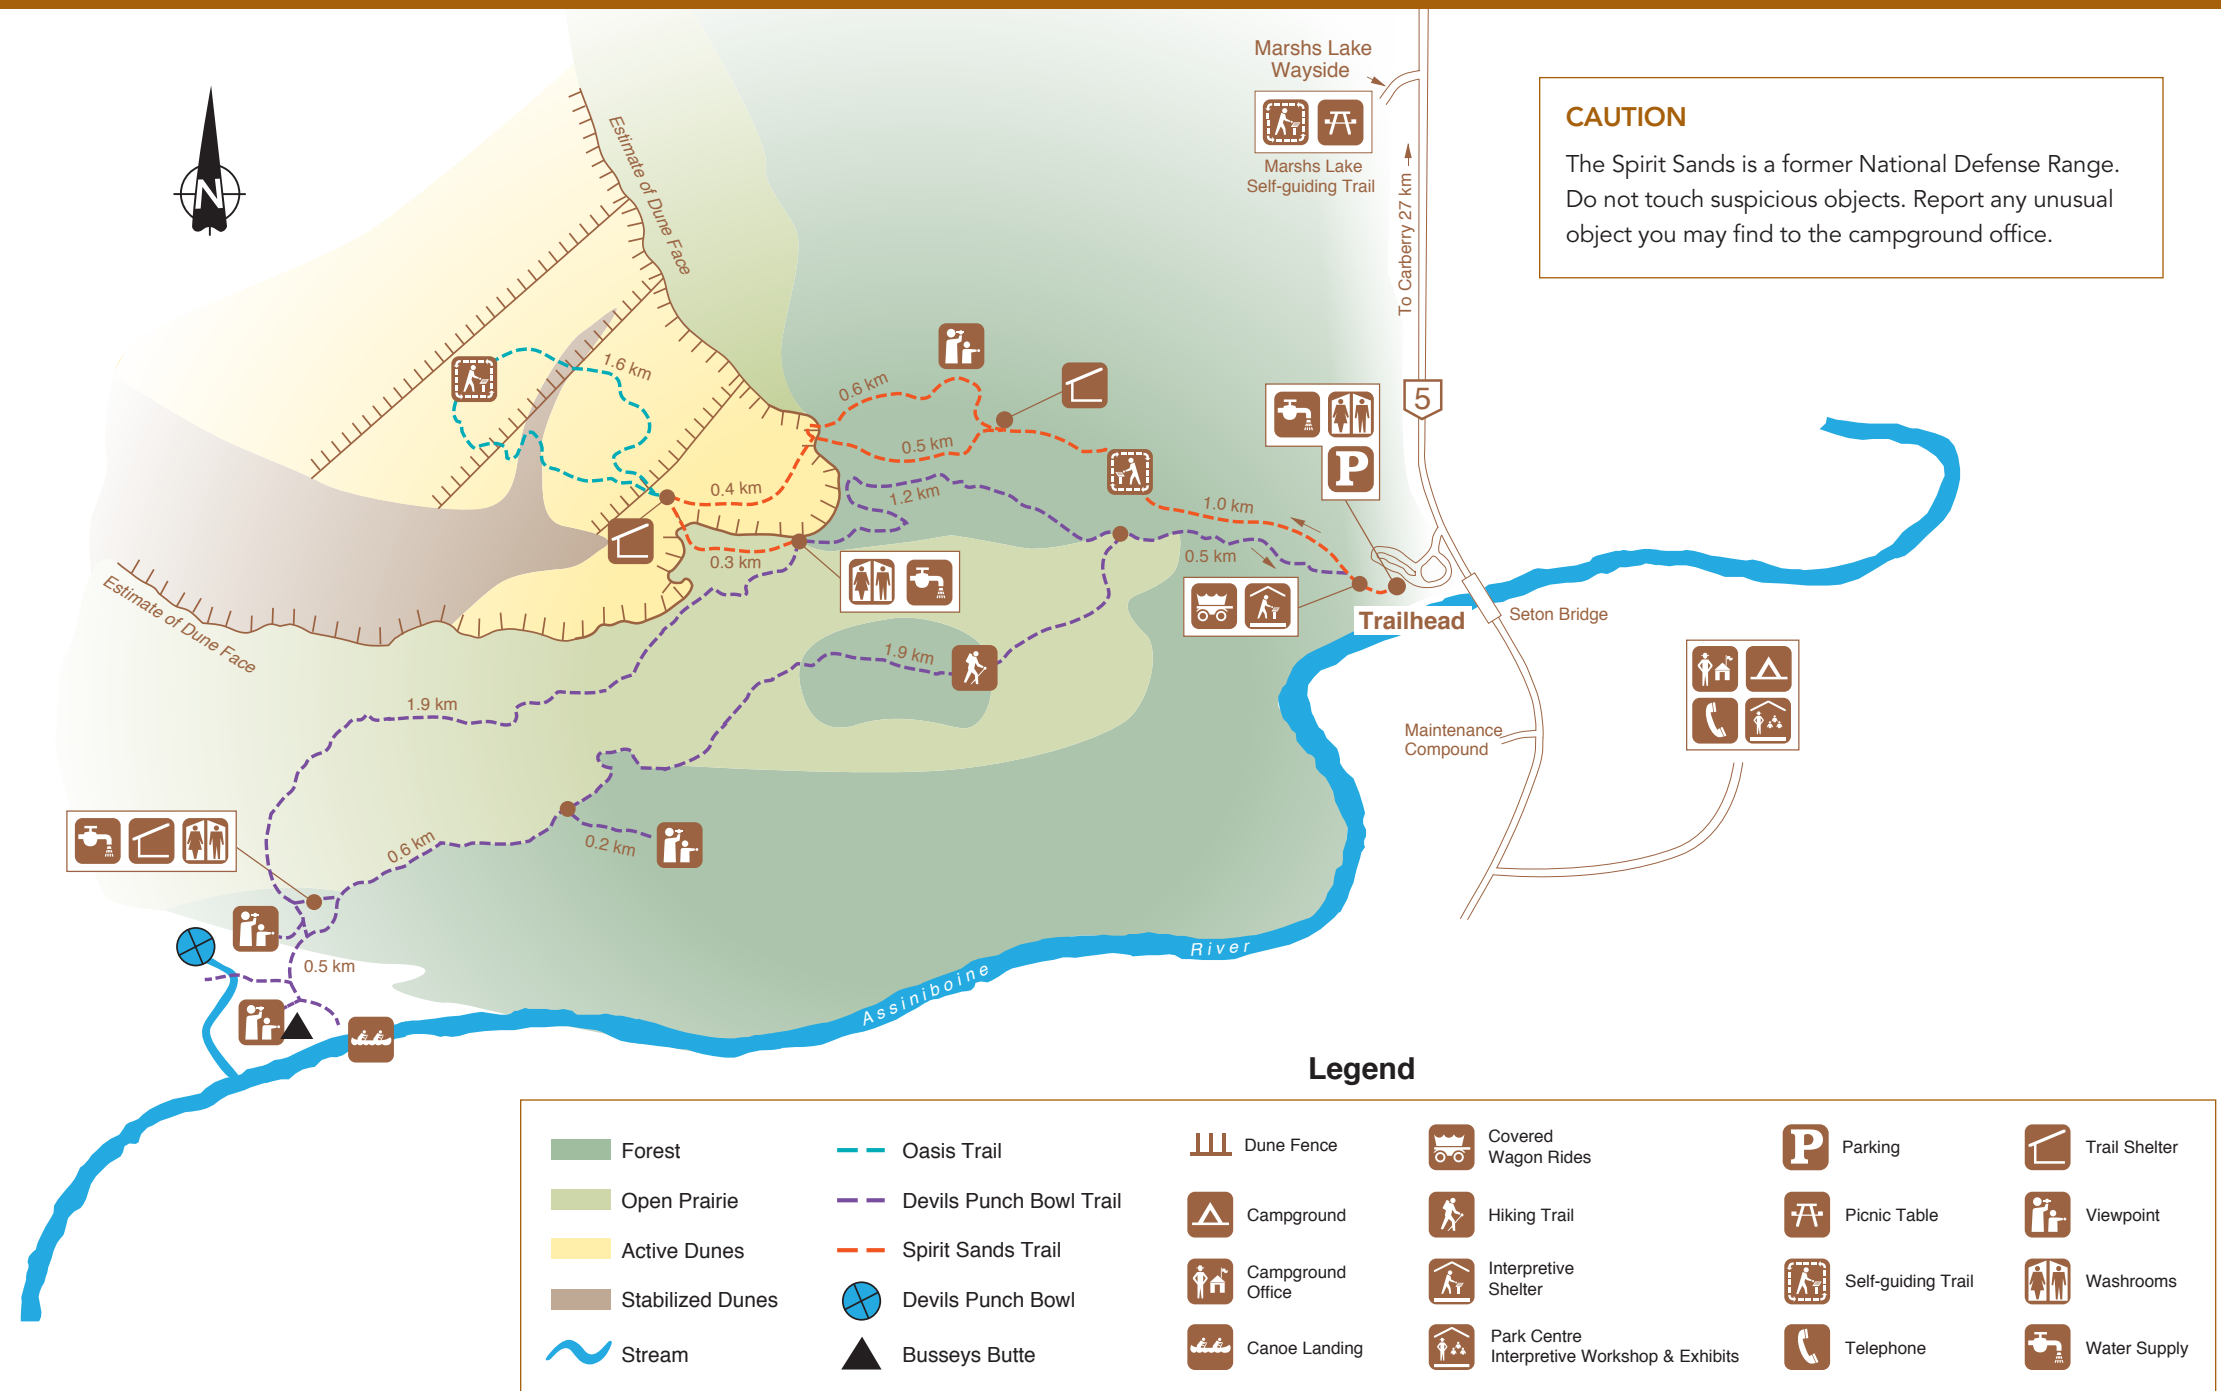 Marshs Lake
Wayside
Marshs Lake
Self-guiding Trail
To Carberry 27 km
CAUTION
The Spirit Sands is a former National Defense Range.
Do not touch suspicious objects. Report any unusual
object you may find to the campground office.
N
Estimate of Dune Face
1.6 km
0.6 km
0.5 km
5
P
0.4 km
1.2 km
1.0 km
0.3 km
0.5 km
Estimate of Dune Face
Trailhead
Seton Bridge
1.9 km
1.9 km
Maintenance
Compound
0.6 km
0.2 km
0.5 km
Assiniboine
River
Legend
Forest
Open Prairie
Active Dunes
Stabilized Dunes
Stream
Oasis Trail
Devils Punch Bowl Trail
Spirit Sands Trail
Devils Punch Bowl
Busseys Butte
Dune Fence
Campground
Campground
Office
Canoe Landing
Covered
Wagon Rides
Hiking Trail
Interpretive
Shelter
Park Centre
Interpretive Workshop & Exhibits
P
Parking
Picnic Table
Self-guiding Trail
Telephone
Trail Shelter
Viewpoint
Washrooms
Water Supply